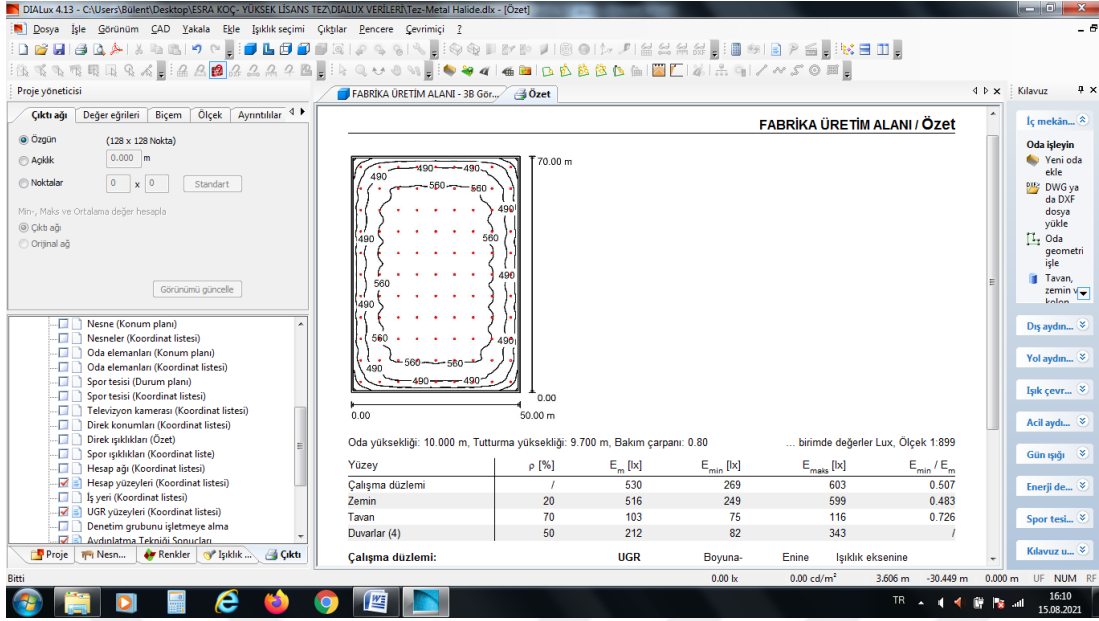 DIALux 4.13 - C:\Users\Bülent\Desktop\ESRA KOÇ- YÜKSEK LİSANS TEZ\DIALUX VERİLERİ\Tez-Metal Halide.dlx - [Özet]
Dosya İşle Görünüm CAD Yakala Ekle Işıklık seçimi Çıktılar Pencere Çevrimiçi ?
Proje yöneticisi
Çıktı ağı Değer eğrileri Biçem Ölçek Ayrıntılılar
Özgün (128 x 128 Nokta)
Açıklık 0.000 m
Noktalar 0 x 0 Standart
Min-, Maks ve Ortalama değer hesapla
Çıktı ağı
Orijinal ağ
Görünümü güncelle
Nesne (Konum planı)
Nesneler (Koordinat listesi)
Oda elemanları (Konum planı)
Oda elemanları (Koordinat listesi)
Spor tesisi (Durum planı)
Spor tesisi (Koordinat listesi)
Televizyon kamerası (Koordinat listesi)
Direk konumları (Koordinat listesi)
Direk ışıklıkları (Özet)
Spor ışıklıkları (Koordinat liste)
Hesap ağı (Koordinat listesi)
Hesap yüzeyleri (Koordinat listesi)
İş yeri (Koordinat listesi)
UGR yüzeyleri (Koordinat listesi)
Denetim grubunu işletmeye alma
Aydınlatma Tekniği Sonuçları
Proje Nesn... Renkler Işıklık ... Çıktı
FABRİKA ÜRETİM ALANI - 3B Gör... Özet
FABRİKA ÜRETİM ALANI / Özet
70.00 m
490 490
490
560 560
490
490 560
490
560
490
560 490
560 560
490
490 490
0.00
0.00 50.00 m
Oda yüksekliği: 10.000 m, Tutturma yüksekliği: 9.700 m, Bakım çarpanı: 0.80 ... birimde değerler Lux, Ölçek 1:899
Yüzey ρ [%] Em [lx] Emin [lx] Emaks [lx] Emin / Em
Çalışma düzlemi / 530 269 603 0.507
Zemin 20 516 249 599 0.483
Tavan 70 103 75 116 0.726
Duvarlar (4) 50 212 82 343 /
Çalışma düzlemi: UGR Boyuna- Enine Işıklık eksenine
Kılavuz
İç mekân...
Oda işleyin
Yeni oda
ekle
DWG ya
da DXF
dosya
yükle
Oda
geometri
işle
Tavan,
zemin v
kolon
Dış aydın...
Yol aydın...
Işık çevr...
Acil aydı...
Gün ışığı
Enerji de...
Spor tesi...
Kılavuz u...
Bitti 0.00 lx 0.00 cd/m² 3.606 m -30.449 m 0.000 m UF NUM RF
TR 16:10
15.08.2021